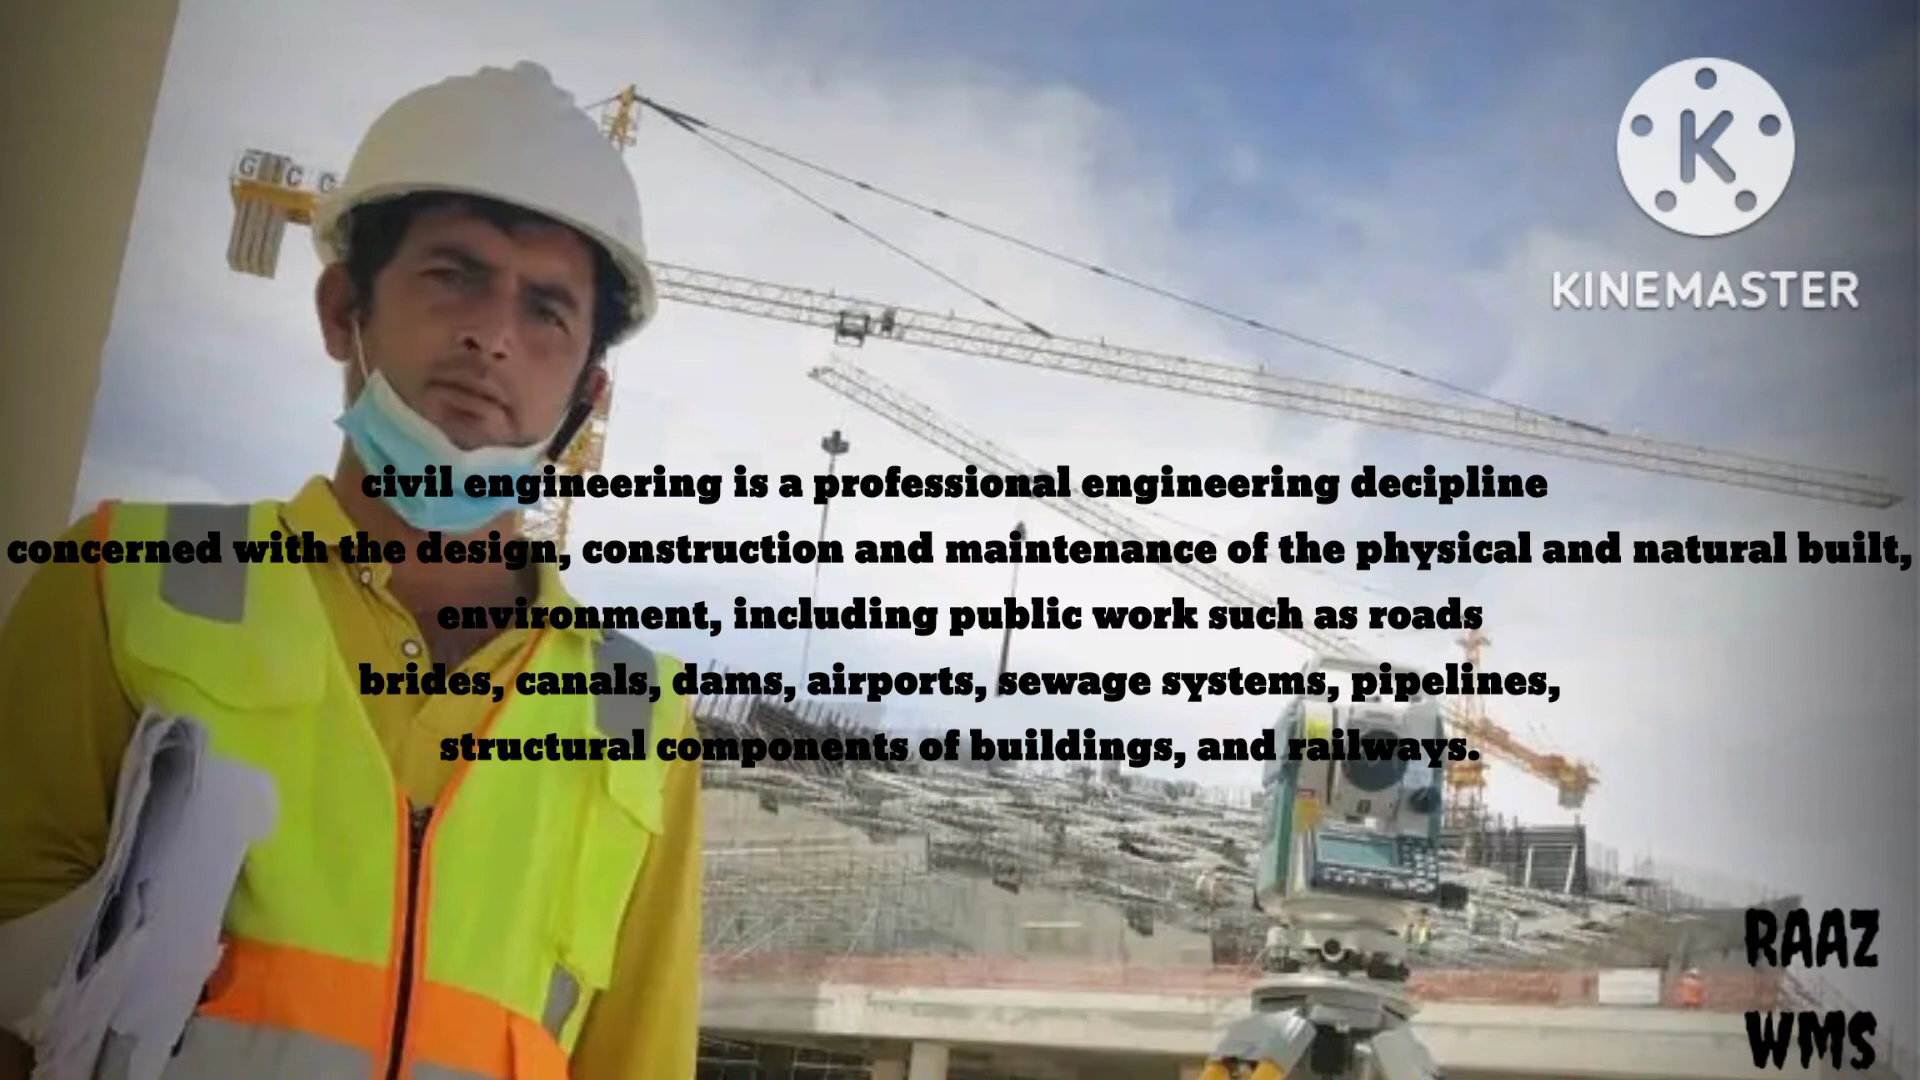 GICC
K
KINEMASTER
civil engineering is a professional engineering decipline
concerned with the design, construction and maintenance of the physical and natural built,
environment, including public work such as roads
brides, canals, dams, airports, sewage systems, pipelines,
structural components of buildings, and railways.
RAAZ
WMS